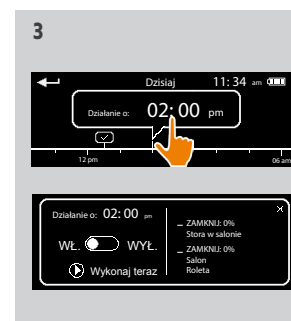 3
Dzisiaj 11:34 am
Działanie o: 02:00 pm
12 pm 06 am
Działanie o: 02:00 pm
WŁ. WYŁ.
Wykonaj teraz
_ ZAMKNIJ: 0%
Stora w salonie
_ ZAMKNIJ: 0%
Salon
Roleta